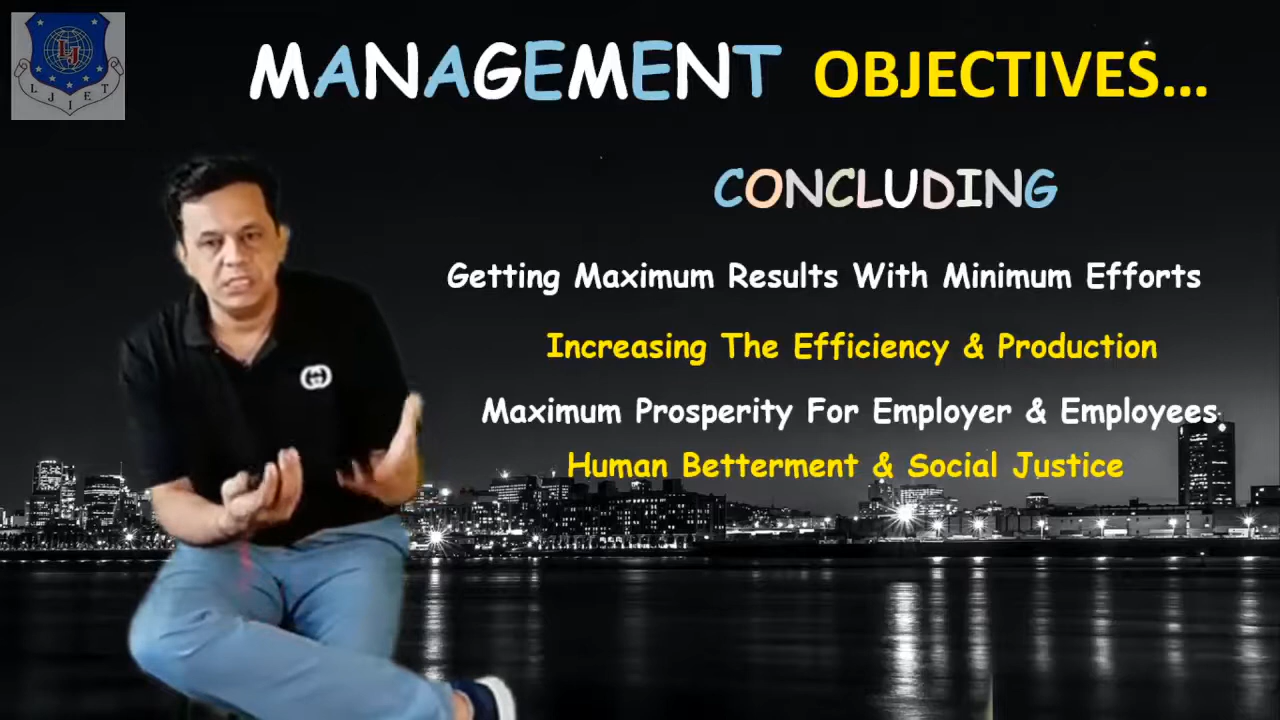 LJIET
MANAGEMENT OBJECTIVES...
CONCLUDING
Getting Maximum Results With Minimum Efforts
Increasing The Efficiency & Production
Maximum Prosperity For Employer & Employees
Human Betterment & Social Justice